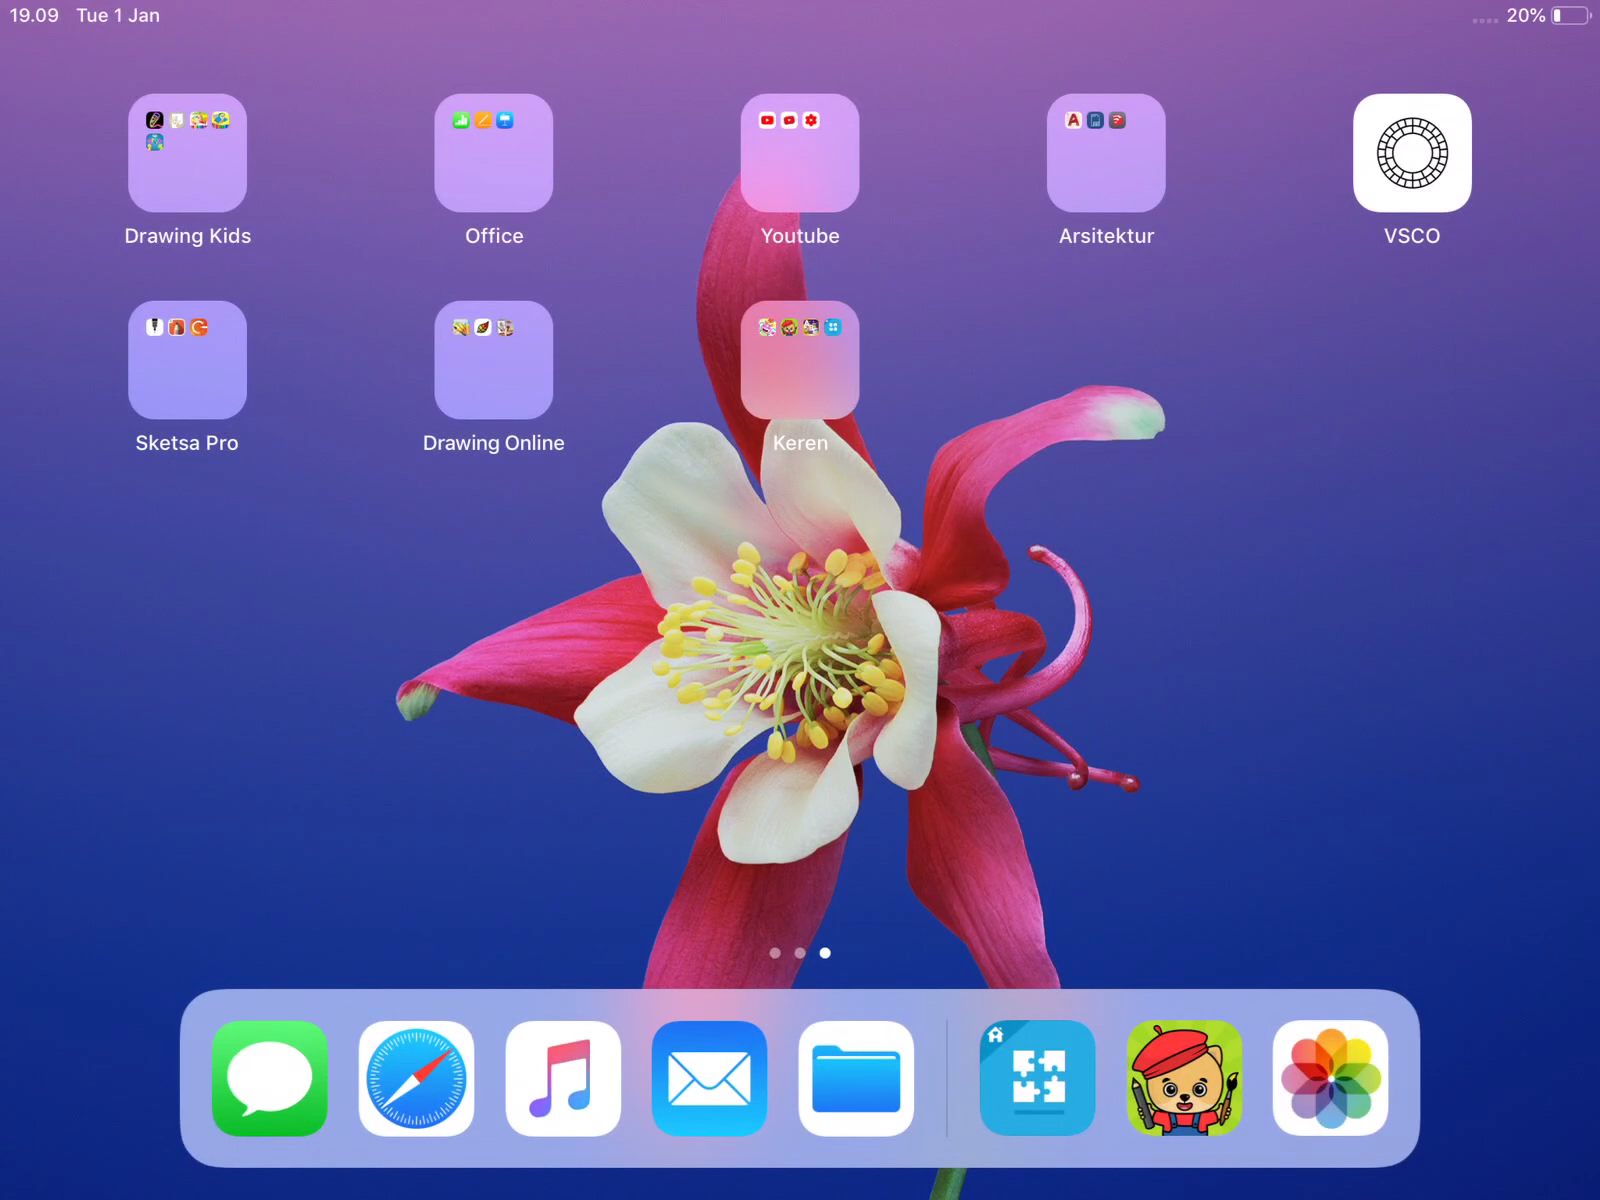 19.09 Tue 1 Jan
20%
Drawing Kids
Office
Youtube
Arsitektur
VSCO
Sketsa Pro
Drawing Online
Keren